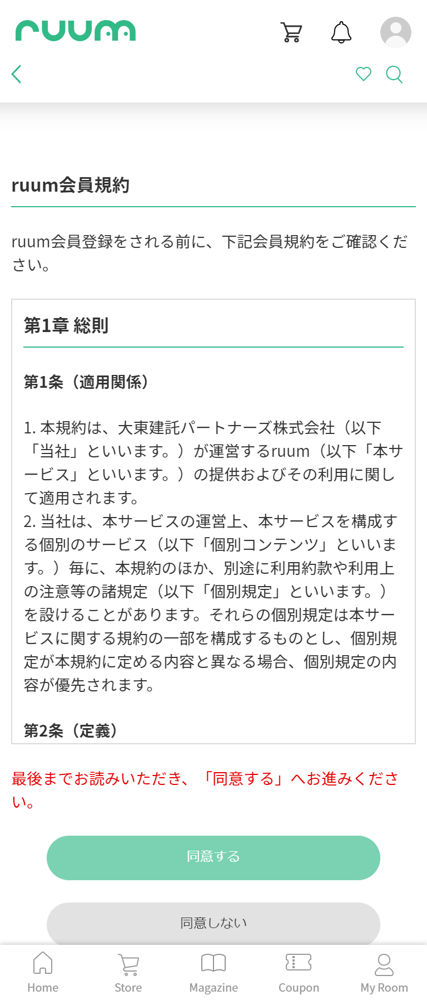 ruum
ruum会員規約
ruum会員登録をされる前に、下記会員規約をご確認くだ
さい。
第1章 総則
第1条（適用関係）
1. 本規約は、大東建託パートナーズ株式会社（以下
「当社」といいます。）が運営するruum（以下「本サ
ービス」といいます。）の提供およびその利用に関し
て適用されます。
2. 当社は、本サービスの運営上、本サービスを構成す
る個別のサービス（以下「個別コンテンツ」といいま
す。）毎に、本規約のほか、別途に利用約款や利用上
の注意等の諸規定（以下「個別規定」といいます。）
を設けることがあります。それらの個別規定は本サー
ビスに関する規約の一部を構成するものとし、個別規
定が本規約に定める内容と異なる場合、個別規定の内
容が優先されます。
第2条（定義）
最後までお読みいただき、「同意する」へお進みくださ
い。
同意する
同意しない
Home
Store
Magazine
Coupon
My Room